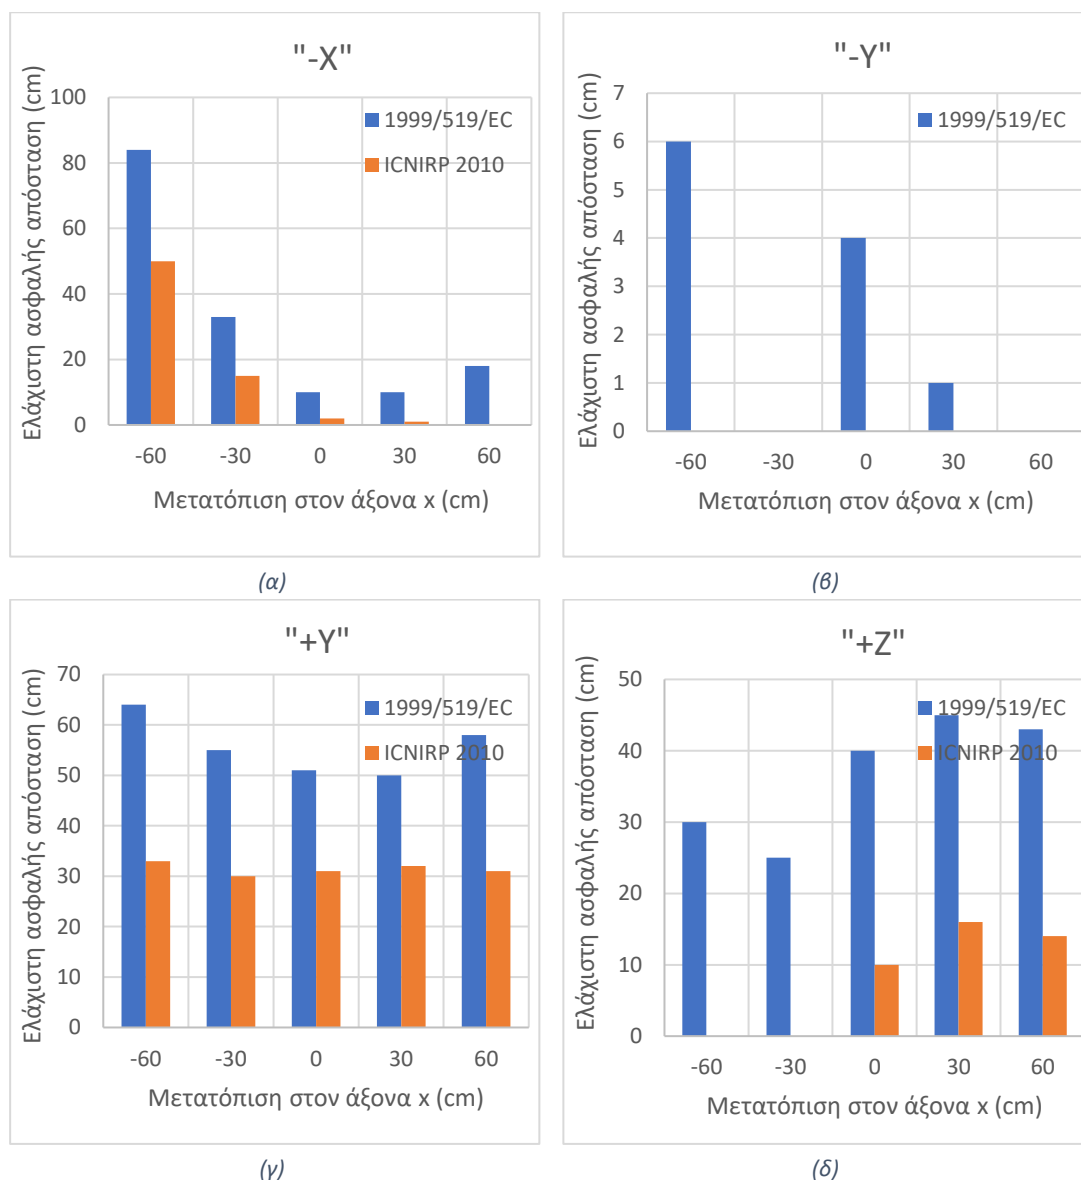 "-X"
Ελάχιστη ασφαλής απόσταση (cm)
100
80
60
40
20
0
1999/519/EC
ICNIRP 2010
-60 -30 0 30 60
Μετατόπιση στον άξονα x (cm)
(α)
"-Y"
Ελάχιστη ασφαλής απόσταση (cm)
7
6
5
4
3
2
1
0
1999/519/EC
-60 -30 0 30 60
Μετατόπιση στον άξονα x (cm)
(β)
"+Y"
Ελάχιστη ασφαλής απόσταση (cm)
70
60
50
40
30
20
10
0
1999/519/EC
ICNIRP 2010
-60 -30 0 30 60
Μετατόπιση στον άξονα x (cm)
(γ)
"+Z"
Ελάχιστη ασφαλής απόσταση (cm)
50
40
30
20
10
0
1999/519/EC
ICNIRP 2010
-60 -30 0 30 60
Μετατόπιση στον άξονα x (cm)
(δ)